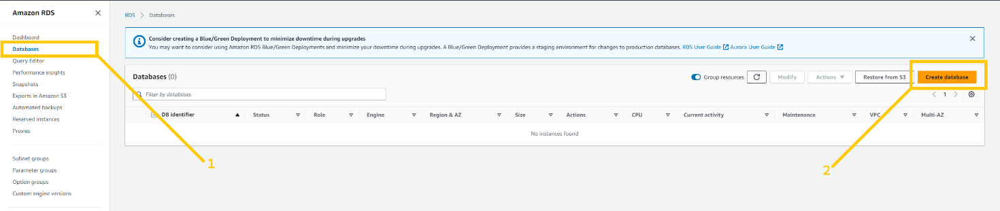 Amazon RDS
Dashboard
Databases
Query Editor
Performance insights
Snapshots
Exports in Amazon S3
Automated backups
Reserved instances
Proxies
Subnet groups
Parameter groups
Option groups
Custom engine versions
RDS Databases
Consider creating a Blue/Green Deployment to minimize downtime during upgrades
You may want to consider using Amazon RDS Blue/Green Deployments and minimize your downtime during upgrades. A Blue/Green Deployment provides a staging environment for changes to production databases. RDS User Guide Aurora User Guide
Databases (0) Group resources Modify Actions Restore from S3 Create database
Filter by databases 1
DB identifier Status Role Engine Region & AZ Size Actions CPU Current activity Maintenance VPC Multi-AZ
No instances found
1 2